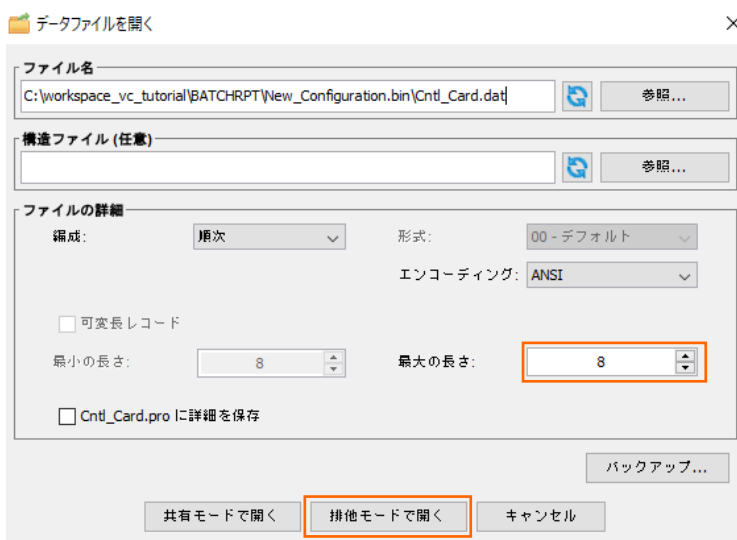 データファイルを開く
ファイル名
C:\workspace_vc_tutorial\BATCHRPT\New_Configuration.bin\Cntl_Card.dat
参照...
構造ファイル (任意)
参照...
ファイルの詳細
編成: 順次 形式: 00 - デフォルト
エンコーディング: ANSI
可変長レコード
最小の長さ: 8 最大の長さ: 8
Cntl_Card.pro に詳細を保存
バックアップ...
共有モードで開く 排他モードで開く キャンセル